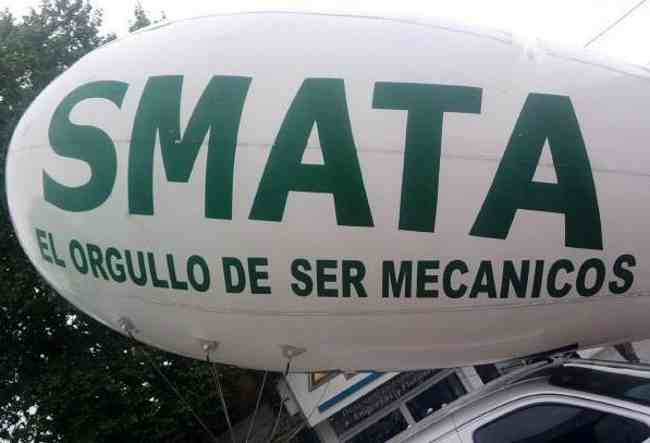 SMATA
EL ORGULLO DE SER MECANICOS